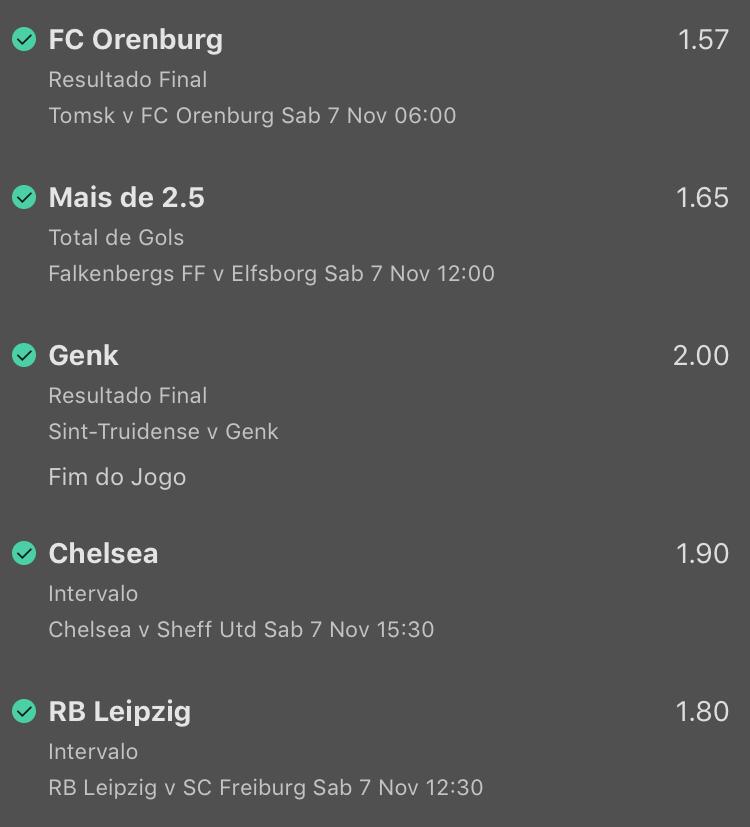 FC Orenburg 1.57
Resultado Final
Tomsk v FC Orenburg Sab 7 Nov 06:00
Mais de 2.5 1.65
Total de Gols
Falkenbergs FF v Elfsborg Sab 7 Nov 12:00
Genk 2.00
Resultado Final
Sint-Truidense v Genk
Fim do Jogo
Chelsea 1.90
Intervalo
Chelsea v Sheff Utd Sab 7 Nov 15:30
RB Leipzig 1.80
Intervalo
RB Leipzig v SC Freiburg Sab 7 Nov 12:30